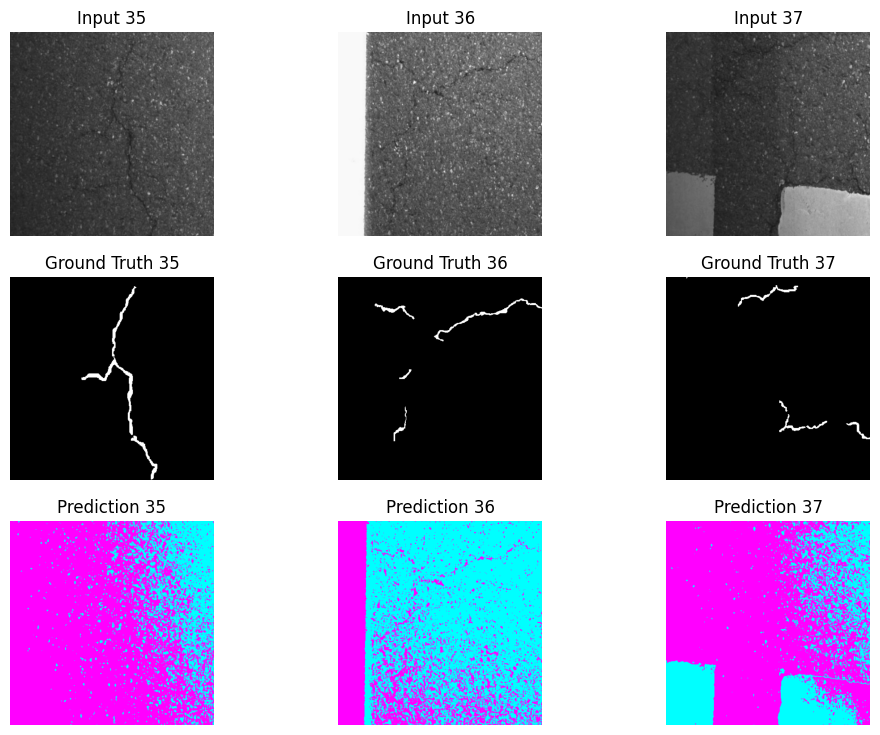 Input 35
Input 36
Input 37
Ground Truth 35
Ground Truth 36
Ground Truth 37
Prediction 35
Prediction 36
Prediction 37